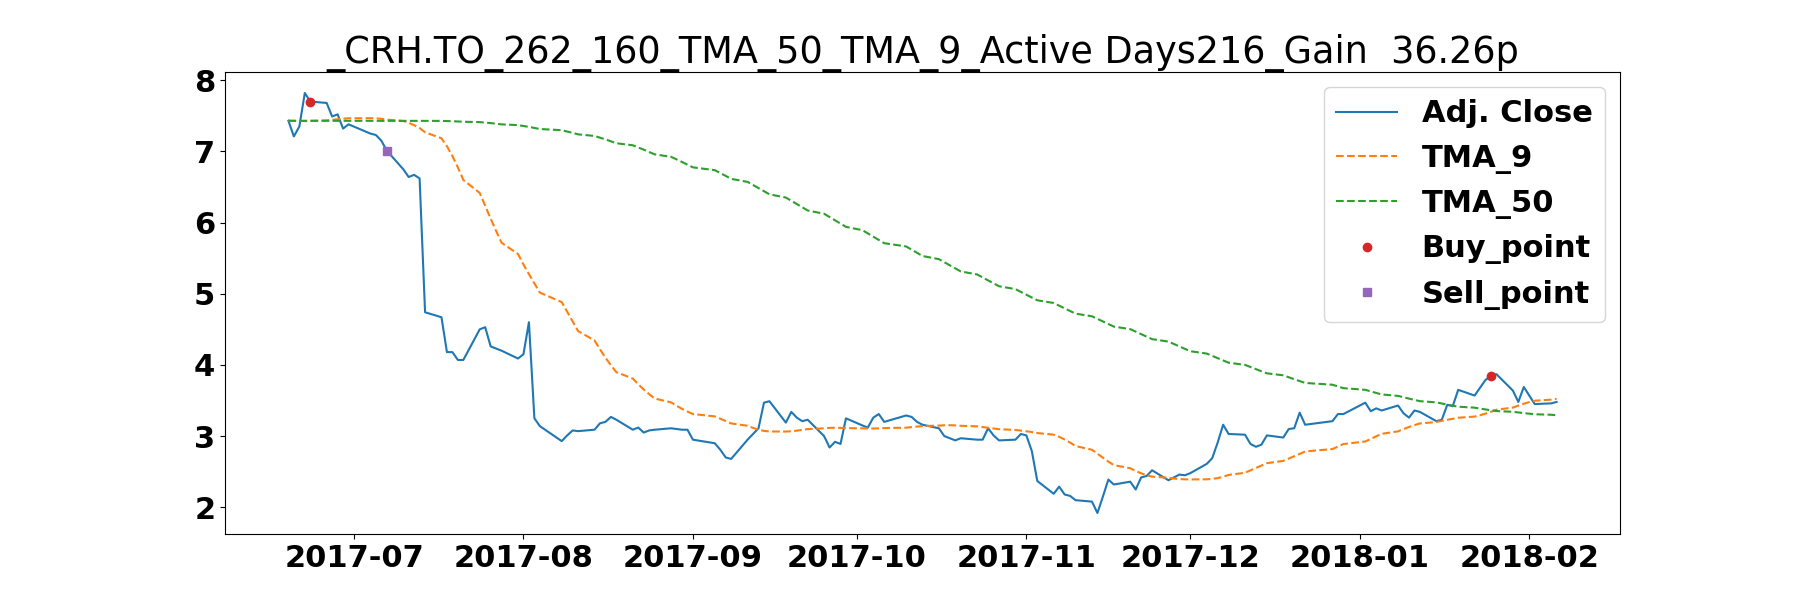 _CRH.TO_262_160_TMA_50_TMA_9_Active Days216_Gain  36.26p
8
7
6
5
4
3
2
Adj. Close
TMA_9
TMA_50
Buy_point
Sell_point
2017-07 2017-08 2017-09 2017-10 2017-11 2017-12 2018-01 2018-02